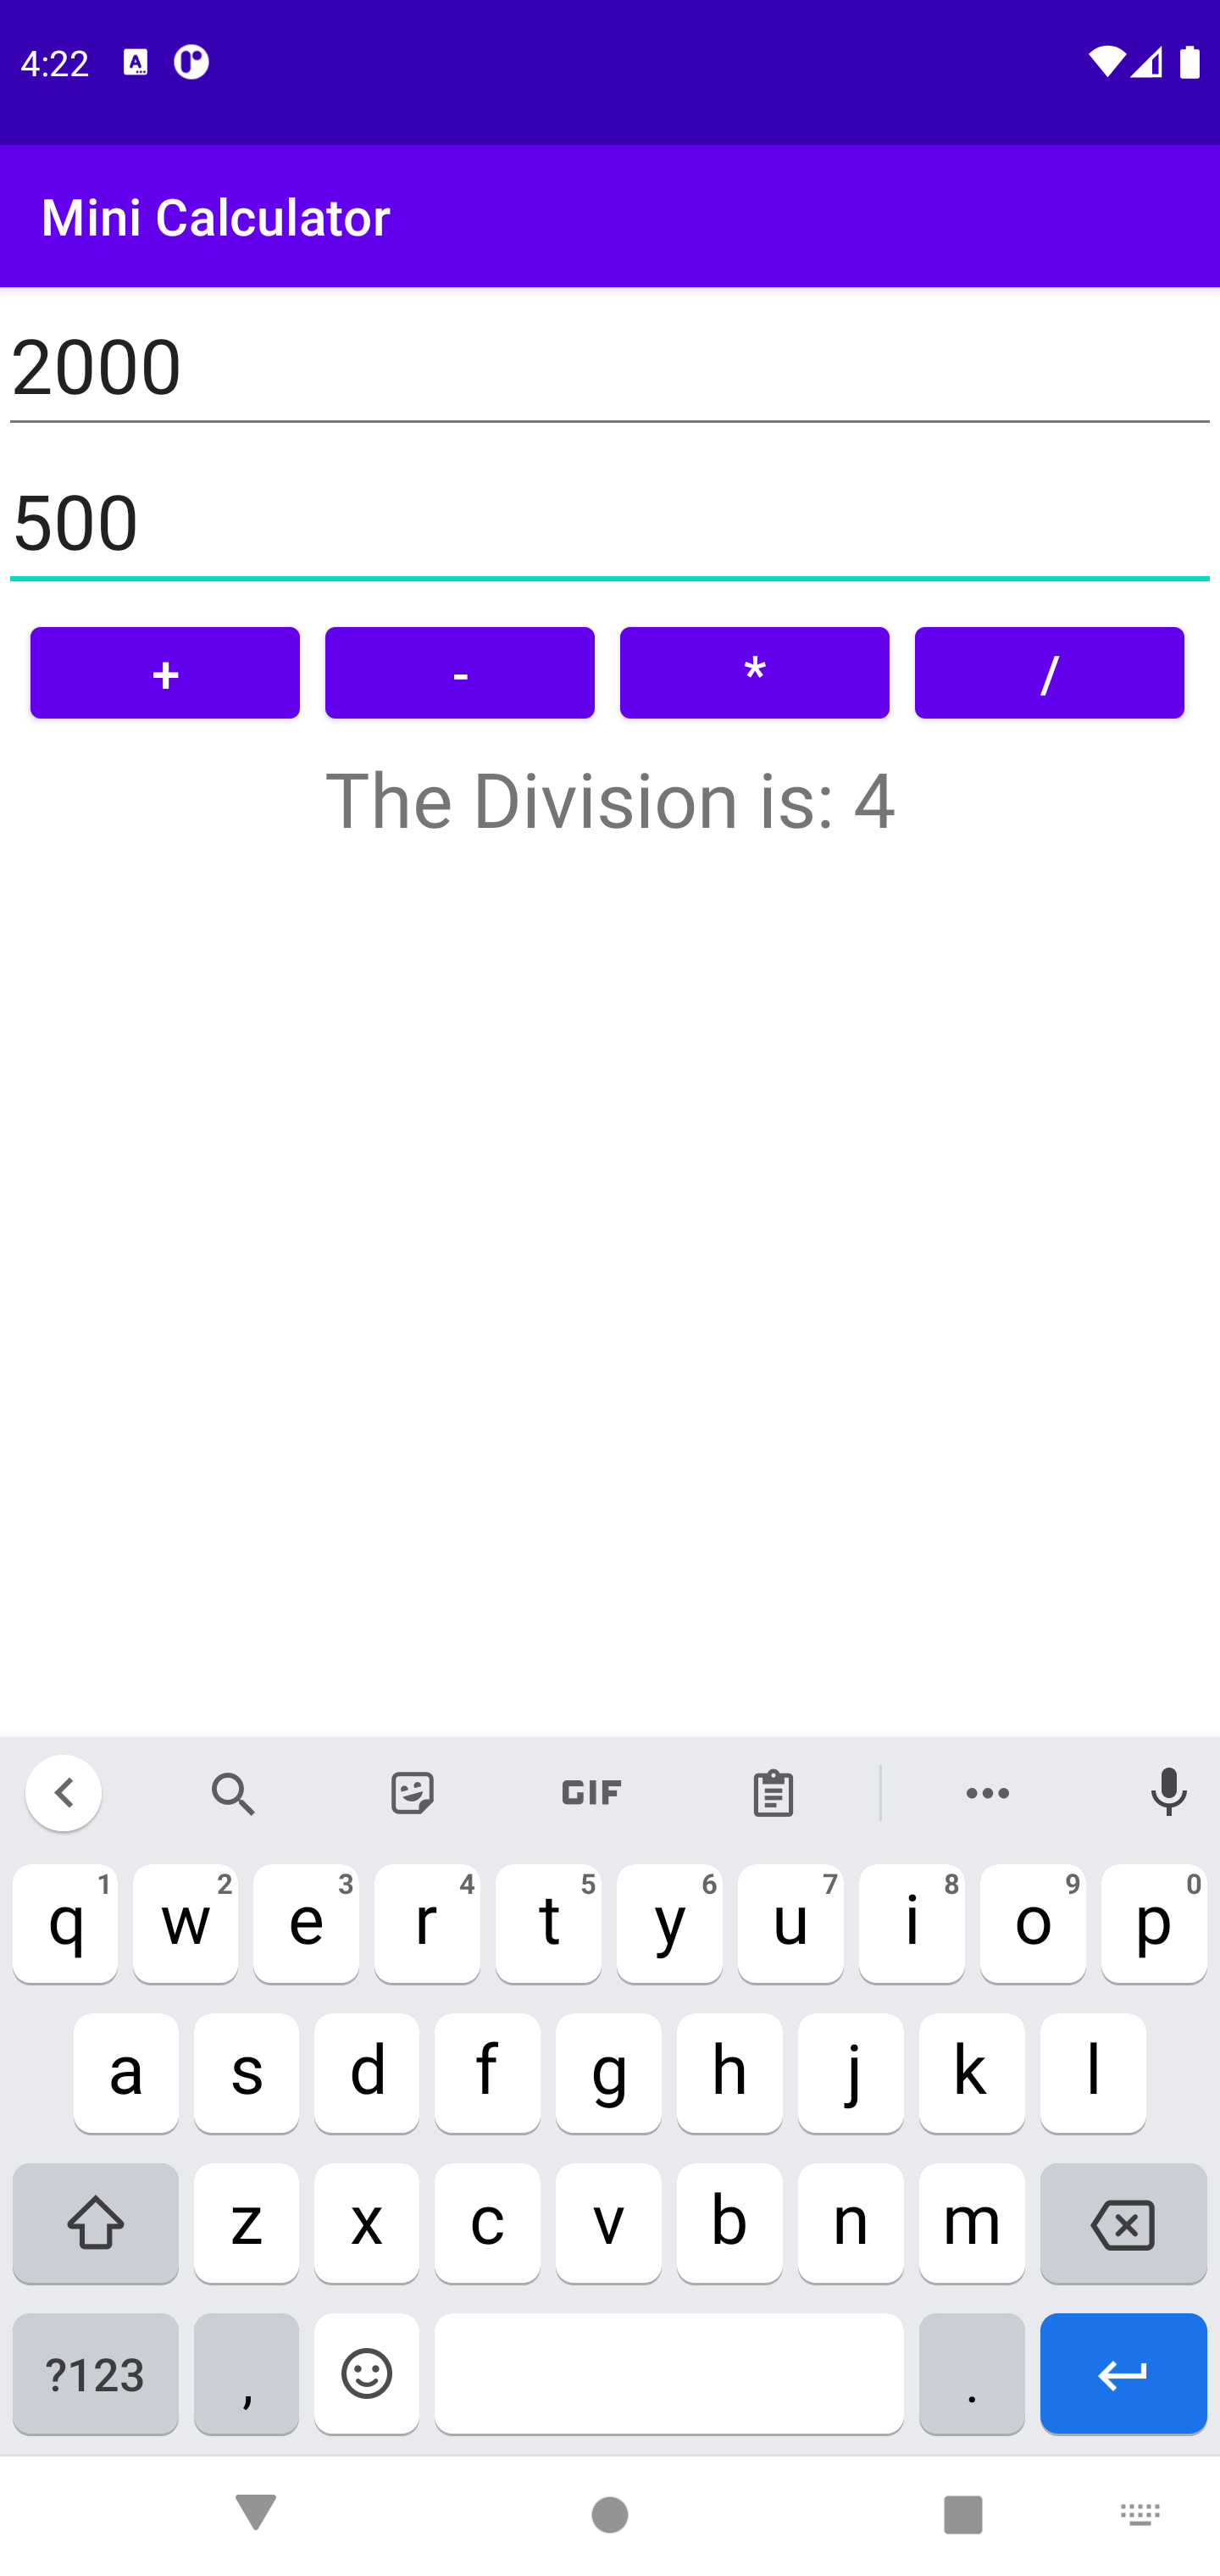 4:22
Mini Calculator
2000
500
+ - * /
The Division is: 4
GIF
q 1 w 2 e 3 r 4 t 5 y 6 u 7 i 8 o 9 p 0
a s d f g h j k l
z x c v b n m
?123 , .